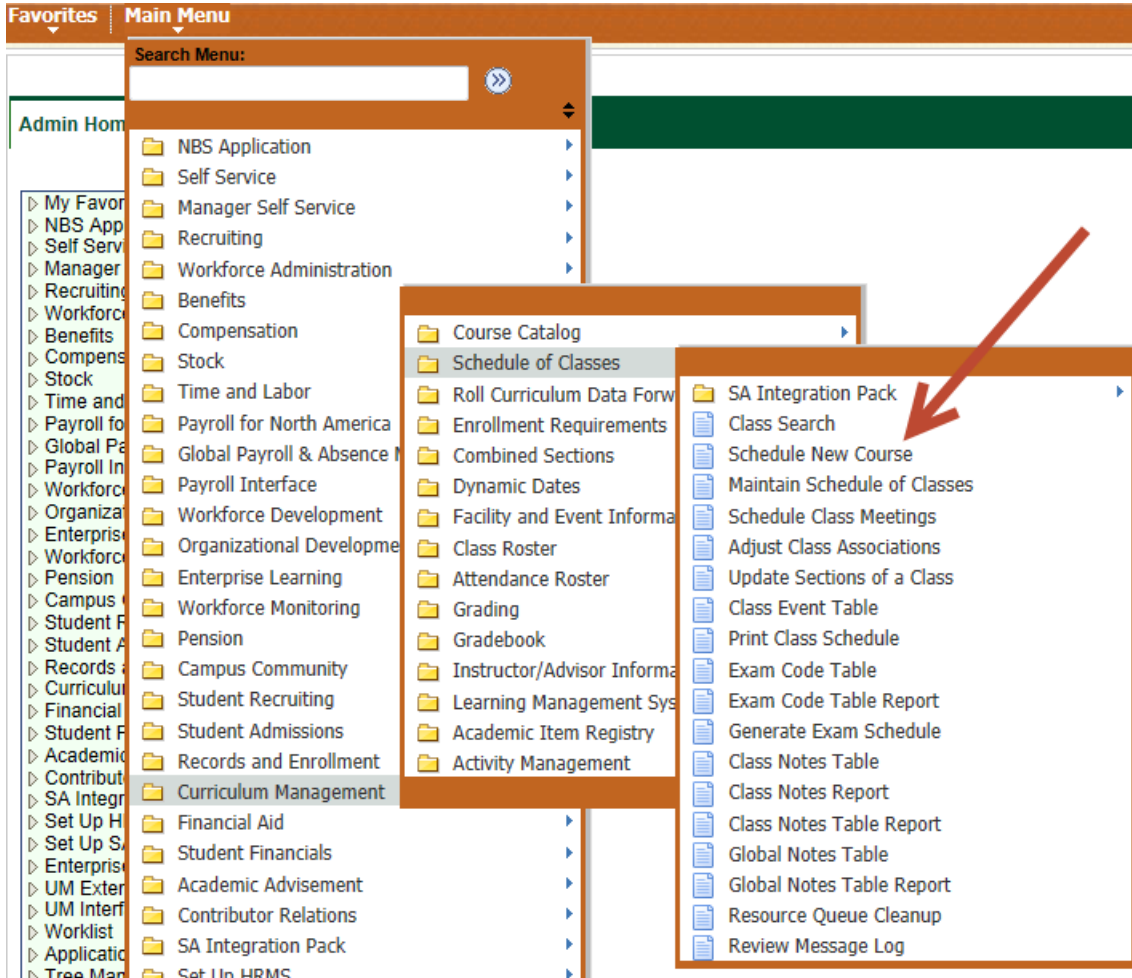 Favorites
Main Menu
Search Menu:
Admin Hom
My Favor
NBS App
Self Servi
Manager
Recruiting
Workforce
Benefits
Compens
Stock
Time and
Payroll fo
Global Pa
Payroll In
Workforce
Organizat
Enterprise
Workforce
Pension
Campus
Student R
Student A
Records
Curriculu
Financial
Student F
Academic
Contribut
SA Integr
Set Up H
Set Up S
Enterprise
UM Exter
UM Interf
Worklist
Applicatio
Tree Man
NBS Application
Self Service
Manager Self Service
Recruiting
Workforce Administration
Benefits
Compensation
Stock
Time and Labor
Payroll for North America
Global Payroll & Absence M
Payroll Interface
Workforce Development
Organizational Developme
Enterprise Learning
Workforce Monitoring
Pension
Campus Community
Student Recruiting
Student Admissions
Records and Enrollment
Curriculum Management
Financial Aid
Student Financials
Academic Advisement
Contributor Relations
SA Integration Pack
Set Up HRMS
Course Catalog
Schedule of Classes
Roll Curriculum Data Forw
Enrollment Requirements
Combined Sections
Dynamic Dates
Facility and Event Informa
Class Roster
Attendance Roster
Grading
Gradebook
Instructor/Advisor Informa
Learning Management Sys
Academic Item Registry
Activity Management
SA Integration Pack
Class Search
Schedule New Course
Maintain Schedule of Classes
Schedule Class Meetings
Adjust Class Associations
Update Sections of a Class
Class Event Table
Print Class Schedule
Exam Code Table
Exam Code Table Report
Generate Exam Schedule
Class Notes Table
Class Notes Report
Class Notes Table Report
Global Notes Table
Global Notes Table Report
Resource Queue Cleanup
Review Message Log